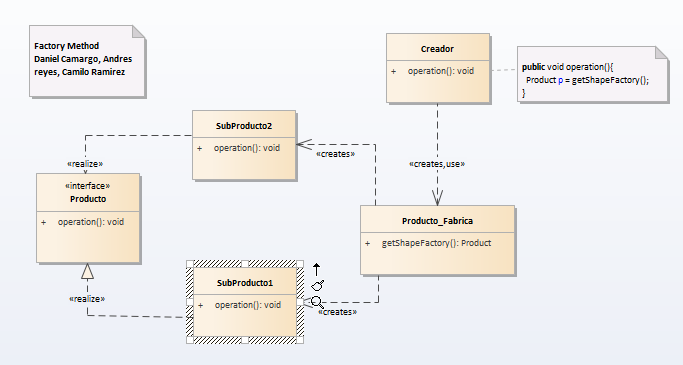 Factory Method
Daniel Camargo, Andres
reyes, Camilo Ramirez
Creador
+ operation(): void
public void operation(){
Product p = getShapeFactory();
}
SubProducto2
+ operation(): void
«realize»
«creates»
«creates,use»
«interface»
Producto
+ operation(): void
Producto_Fabrica
+ getShapeFactory(): Product
SubProducto1
+ operation(): void
«realize»
«creates»